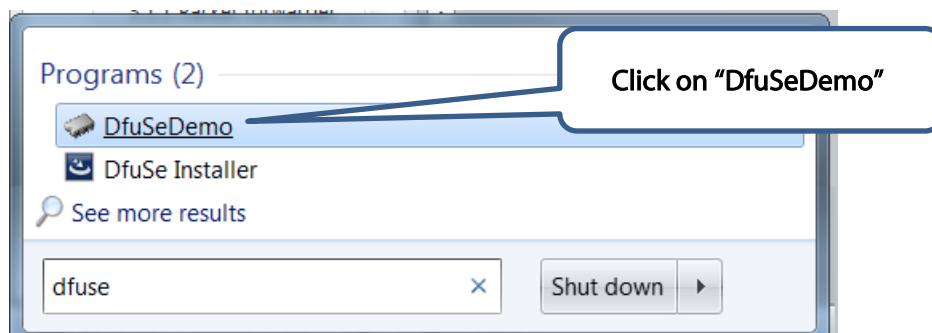 Programs (2)
Click on “DfuSeDemo”
DfuSeDemo
DfuSe Installer
See more results
dfuse
Shut down